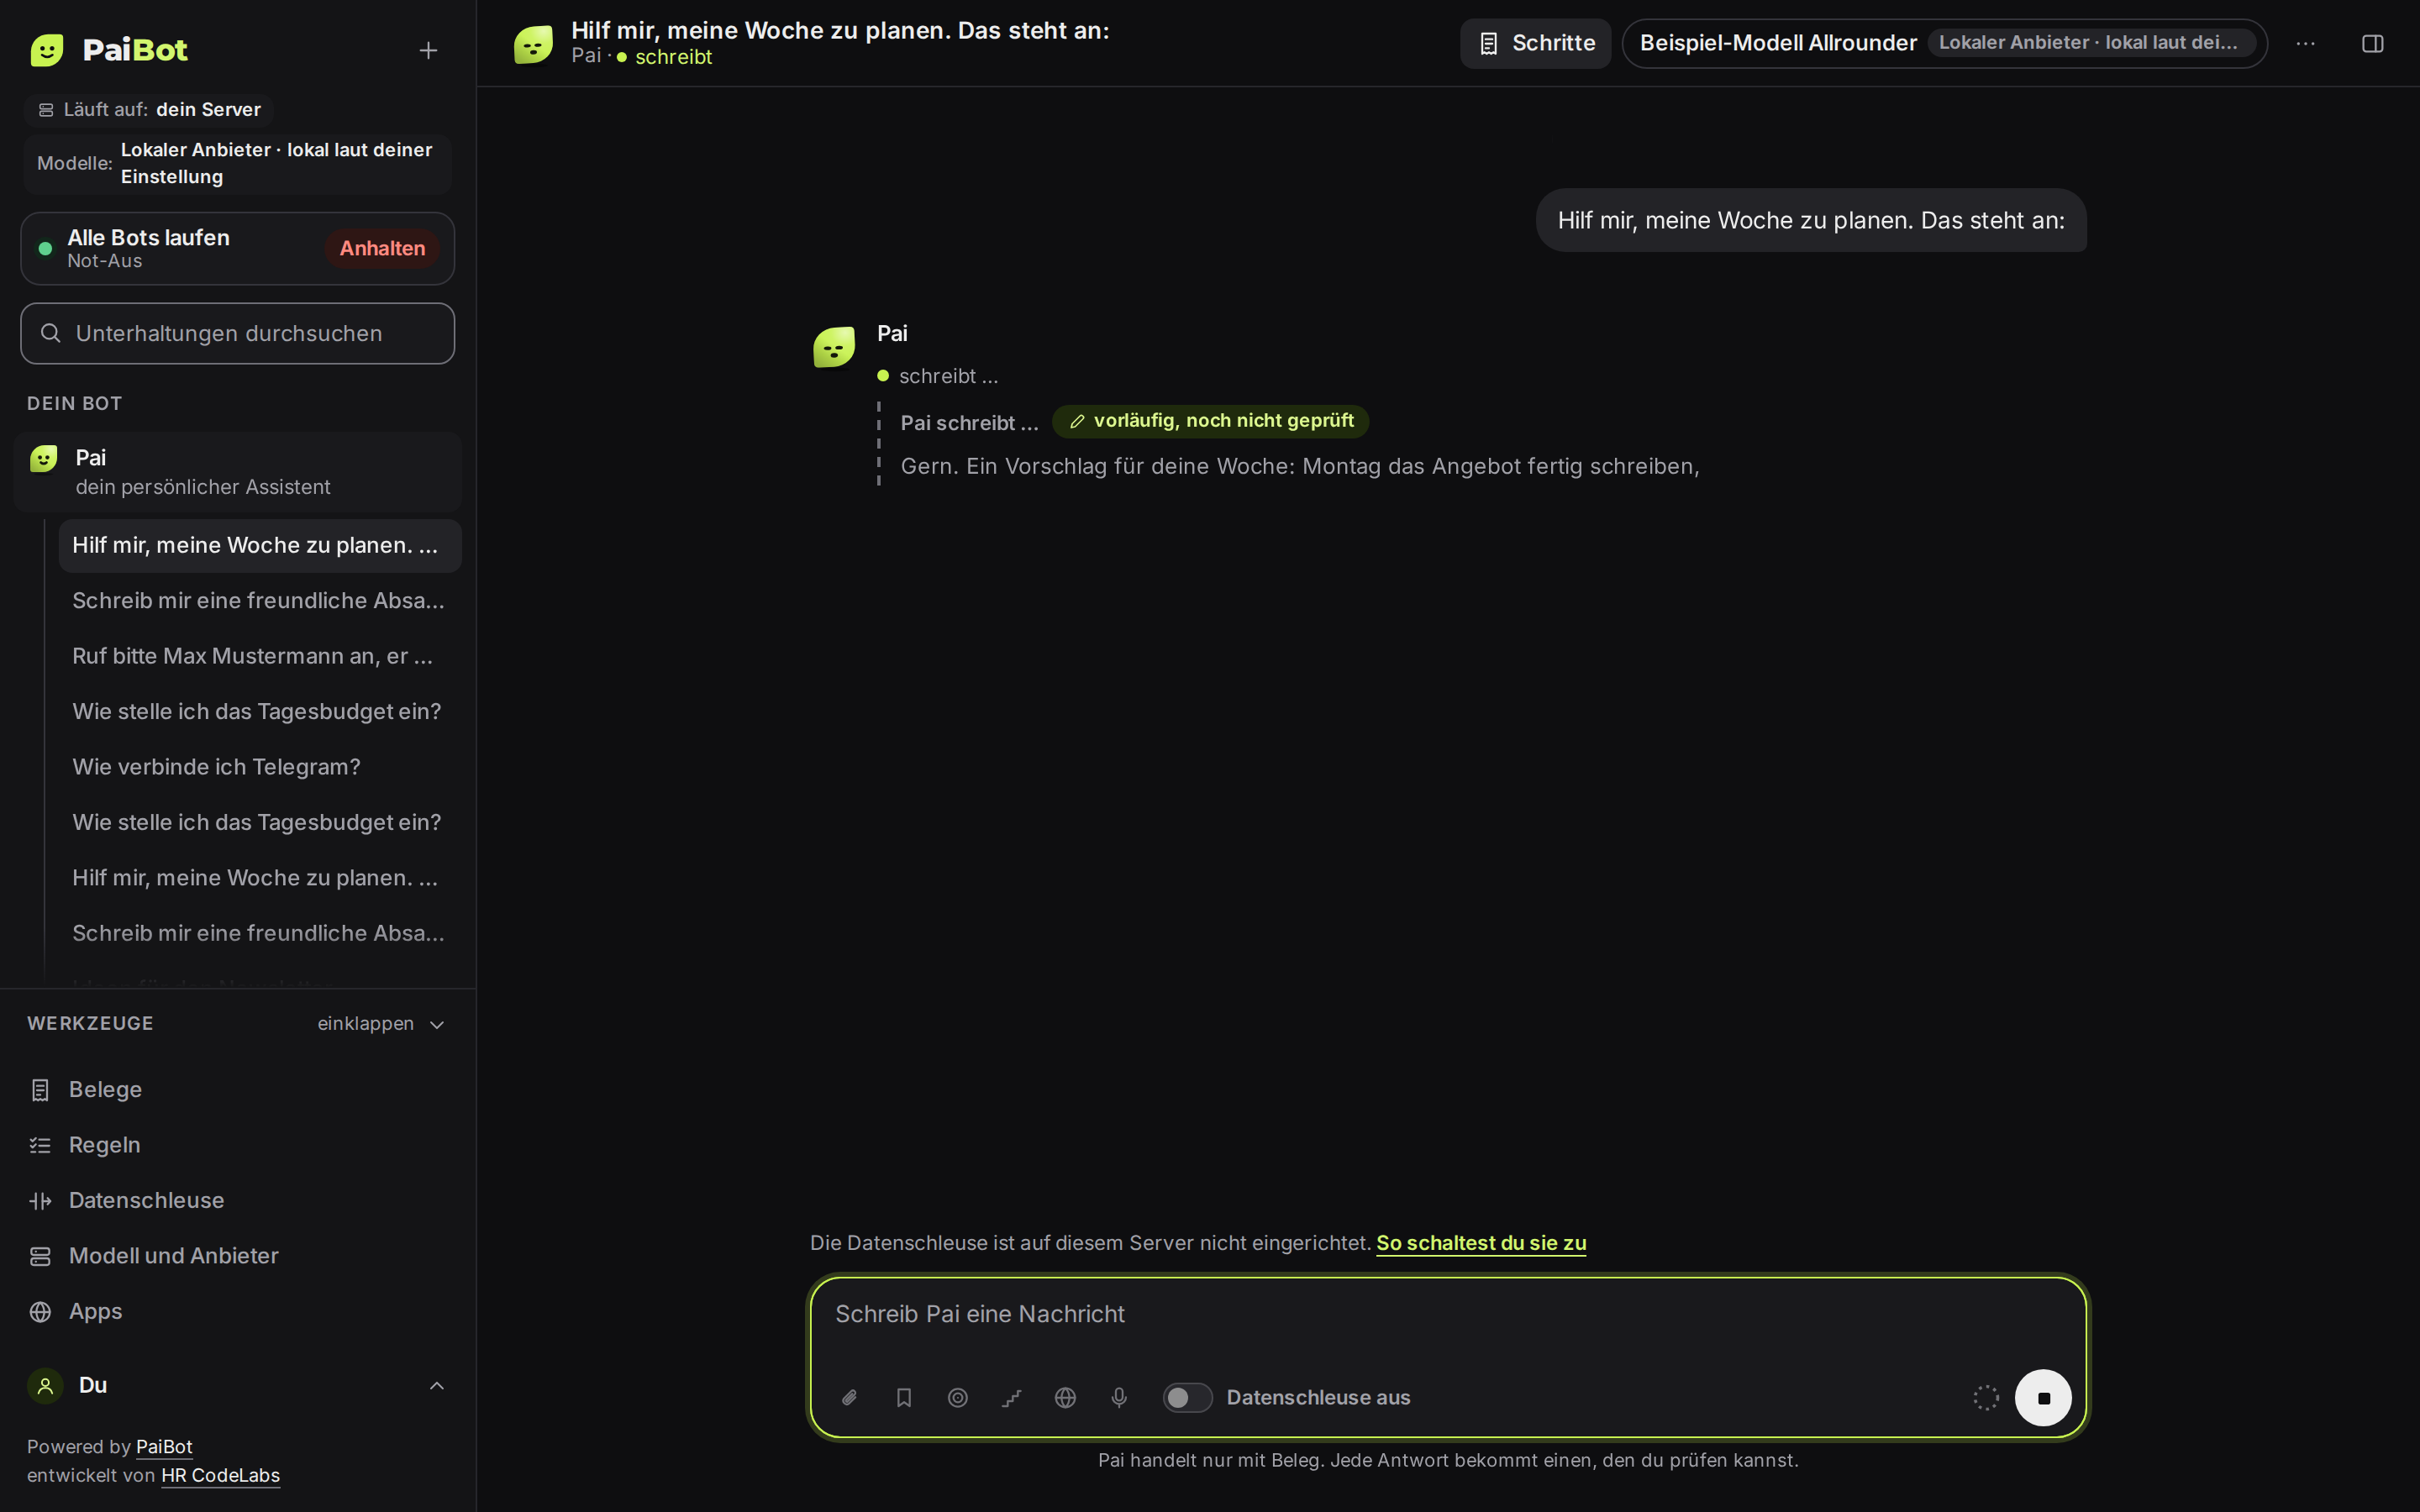 PaiBot
Läuft auf: dein Server
Modelle: Lokaler Anbieter · lokal laut deiner
Einstellung
Alle Bots laufen
Not-Aus
Anhalten
Unterhaltungen durchsuchen
DEIN BOT
Pai
dein persönlicher Assistent
Hilf mir, meine Woche zu planen. ...
Schreib mir eine freundliche Absa...
Ruf bitte Max Mustermann an, er ...
Wie stelle ich das Tagesbudget ein?
Wie verbinde ich Telegram?
Wie stelle ich das Tagesbudget ein?
Hilf mir, meine Woche zu planen. ...
Schreib mir eine freundliche Absa...
WERKZEUGE
einklappen
Belege
Regeln
Datenschleuse
Modell und Anbieter
Apps
Du
Powered by PaiBot
entwickelt von HR CodeLabs
Hilf mir, meine Woche zu planen. Das steht an:
Pai · schreibt
Schritte
Beispiel-Modell Allrounder Lokaler Anbieter · lokal laut dei...
Hilf mir, meine Woche zu planen. Das steht an:
Pai
schreibt ...
Pai schreibt ... vorläufig, noch nicht geprüft
Gern. Ein Vorschlag für deine Woche: Montag das Angebot fertig schreiben,
Die Datenschleuse ist auf diesem Server nicht eingerichtet. So schaltest du sie zu
Schreib Pai eine Nachricht
Datenschleuse aus
Pai handelt nur mit Beleg. Jede Antwort bekommt einen, den du prüfen kannst.